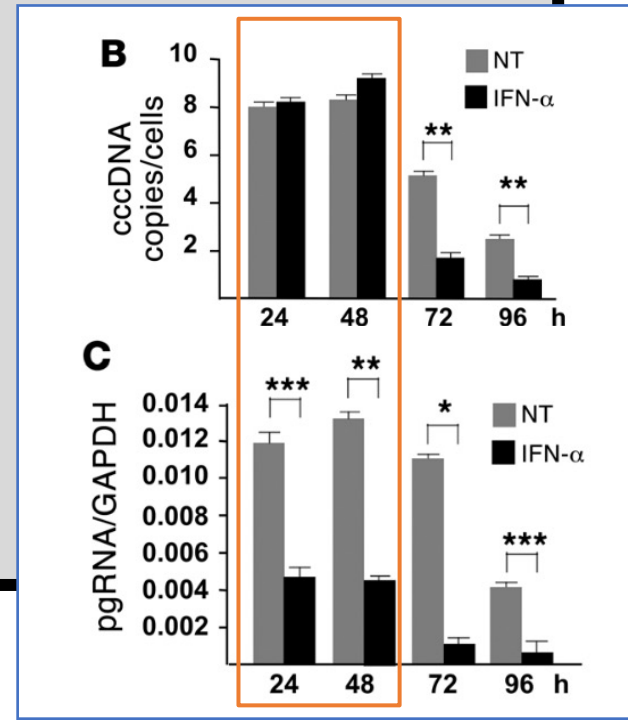 B
10
8
6
4
2
cccDNA
copies/cells
NT
IFN-α
**
**
24 48 72 96 h
C
0.014
0.012
0.010
0.008
0.006
0.004
0.002
pgRNA/GAPDH
NT
IFN-α
***
**
*
***
24 48 72 96 h